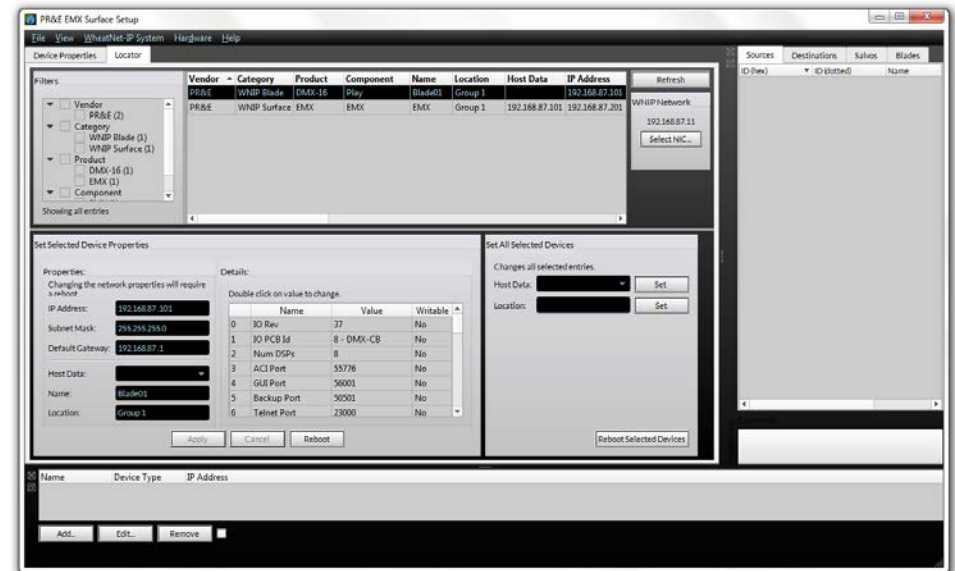 PR&E EMX Surface Setup
File View WheatNet-IP System Hardware Help
Device Properties Locator
Filters
Vendor
PR&E (2)
Category
WNIP Blade (1)
WNIP Surface (1)
Product
DMX-16 (1)
EMX (1)
Component
Showing all entries
Vendor Category Product Component Name Location Host Data IP Address
PR&E WNIP Blade DMX-16 Play Blade01 Group 1 192.168.87.101
PR&E WNIP Surface EMX EMX EMX Group 1 192.168.87.101 192.168.87.201
Refresh
WNIP Network
192.168.87.11
Select NIC...
Set Selected Device Properties
Properties:
Changing the network properties will require
a reboot
IP Address: 192.168.87.101
Subnet Mask: 255.255.255.0
Default Gateway: 192.168.87.1
Host Data:
Name: Blade01
Location: Group 1
Details:
Double click on value to change.
Name Value Writable
0 IO Rev 37 No
1 IO PCB Id 8 - DMX-CB No
2 Num DSPs 8 No
3 ACI Port 55776 No
4 GUI Port 56001 No
5 Backup Port 50501 No
6 Telnet Port 23000 No
Apply Cancel Reboot
Set All Selected Devices
Changes all selected entries.
Host Data: Set
Location: Set
Reboot Selected Devices
Sources Destinations Salvos Blades
ID (hex) ID (dotted) Name
Name Device Type IP Address
Add... Edit... Remove